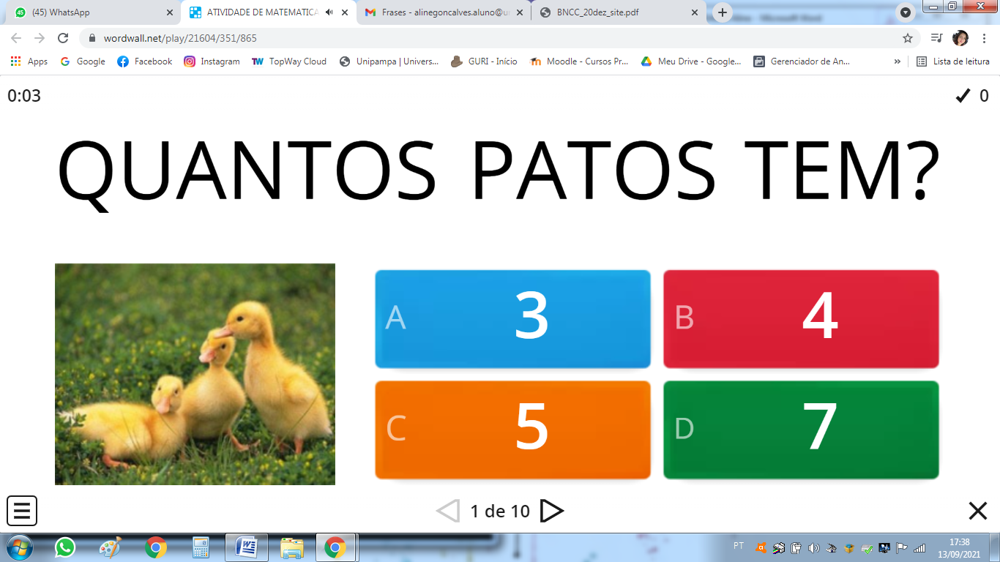 (45) WhatsApp
ATIVIDADE DE MATEMATICA
Frases - alinegoncalves.aluno@u
BNCC_20dez_site.pdf
Microsoft Word
wordwall.net/play/21604/351/865
Apps Google Facebook Instagram TopWay Cloud Unipampa | Univers... GURI - Início Moodle - Cursos Pr... Meu Drive - Google... Gerenciador de An... » Lista de leitura
0:03
0
QUANTOS PATOS TEM?
A 3
B 4
C 5
D 7
1 de 10
PT
17:38
13/09/2021